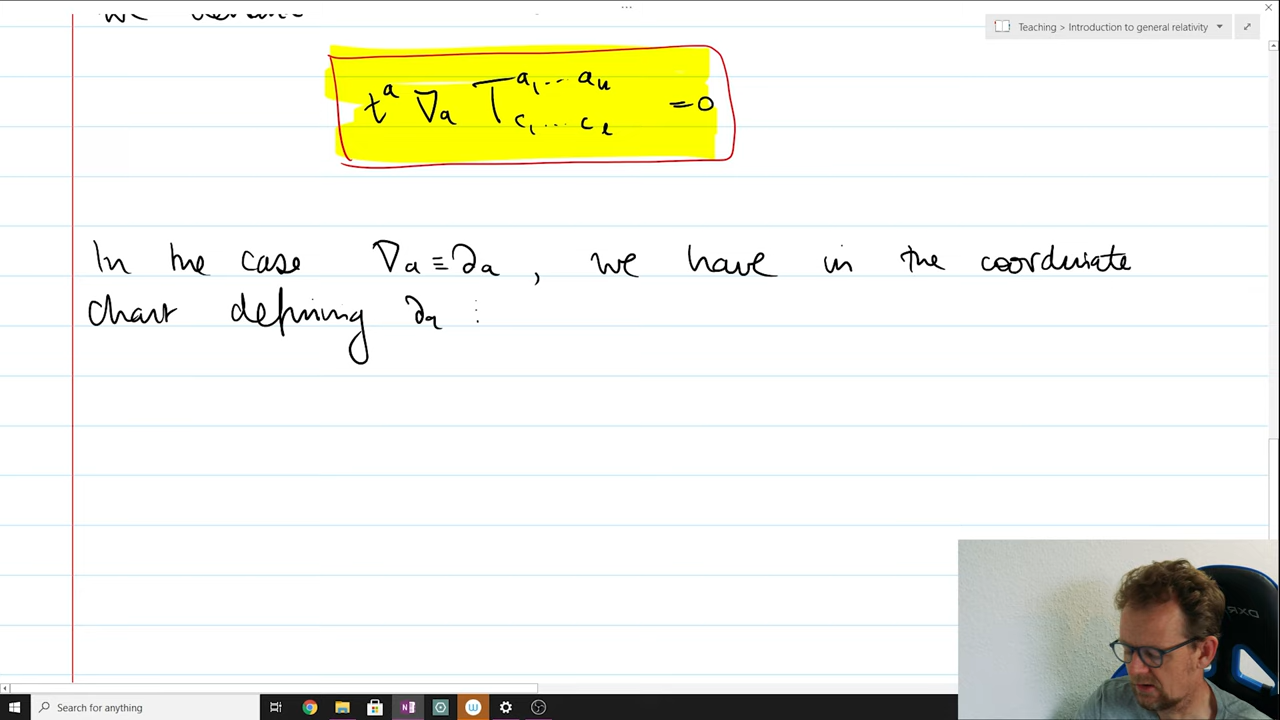 Teaching > Introduction to general relativity
t^a ∇_a T^{a_1 ... a_k}_{c_1 ... c_l} = 0
In the case ∇_a ≡ ∂_a , we have in the coordinate
chart defining ∂_a :
Search for anything